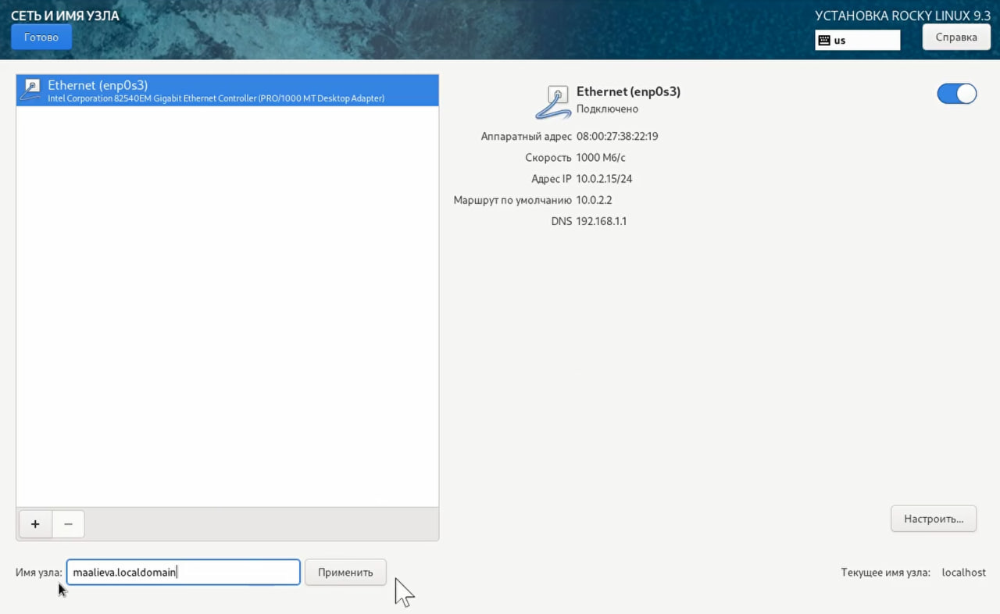 СЕТЬ И ИМЯ УЗЛА
Готово
УСТАНОВКА ROCKY LINUX 9.3
us
Справка
Ethernet (enp0s3)
Intel Corporation 82540EM Gigabit Ethernet Controller (PRO/1000 MT Desktop Adapter)
Ethernet (enp0s3)
Подключено
Аппаратный адрес 08:00:27:38:22:19
Скорость 1000 Мб/с
Адрес IP 10.0.2.15/24
Маршрут по умолчанию 10.0.2.2
DNS 192.168.1.1
+ −
Настроить...
Имя узла: maalieva.localdomain Применить
Текущее имя узла: localhost